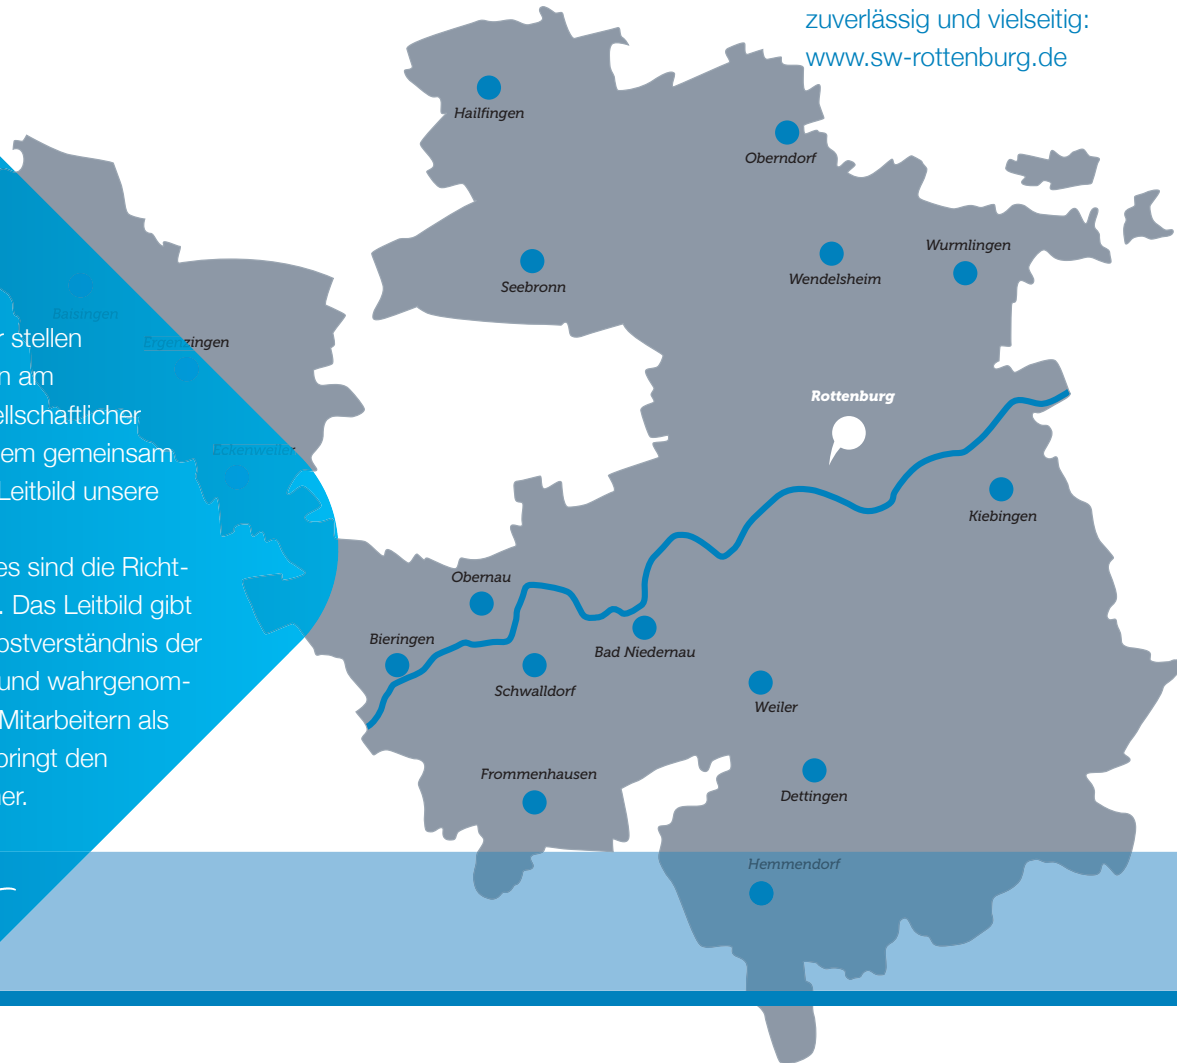 zuverlässig und vielseitig:
www.sw-rottenburg.de
Hailfingen
Oberndorf
Wurmlingen
Wendelsheim
Seebronn
Baisingen
Ergenzingen
Rottenburg
Eckenweiler
Kiebingen
Obernau
Bieringen
Bad Niedernau
Schwalldorf
Weiler
Frommenhausen
Dettingen
Hemmendorf
stellen
am
ellschaftlicher
em gemeinsam
Leitbild unsere
es sind die Richt-
. Das Leitbild gibt
ostverständnis der
und wahrgenom-
Mitarbeitern als
bringt den
er.